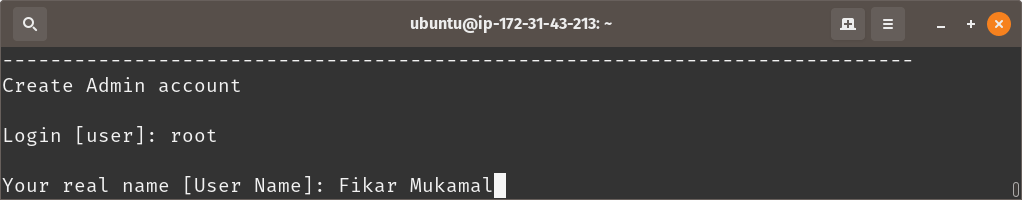 ubuntu@ip-172-31-43-213: ~
----------------------------------------------------------------------------
Create Admin account
Login [user]: root
Your real name [User Name]: Fikar Mukamal